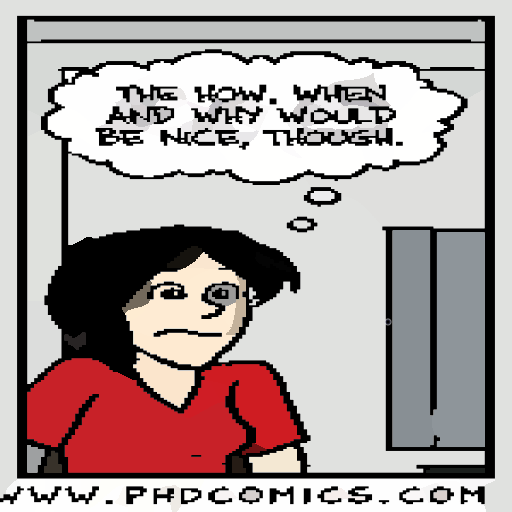 THE HOW. WHEN
AND WHY WOULD
BE NICE, THOUGH.
WWW.PHDCOMICS.COM